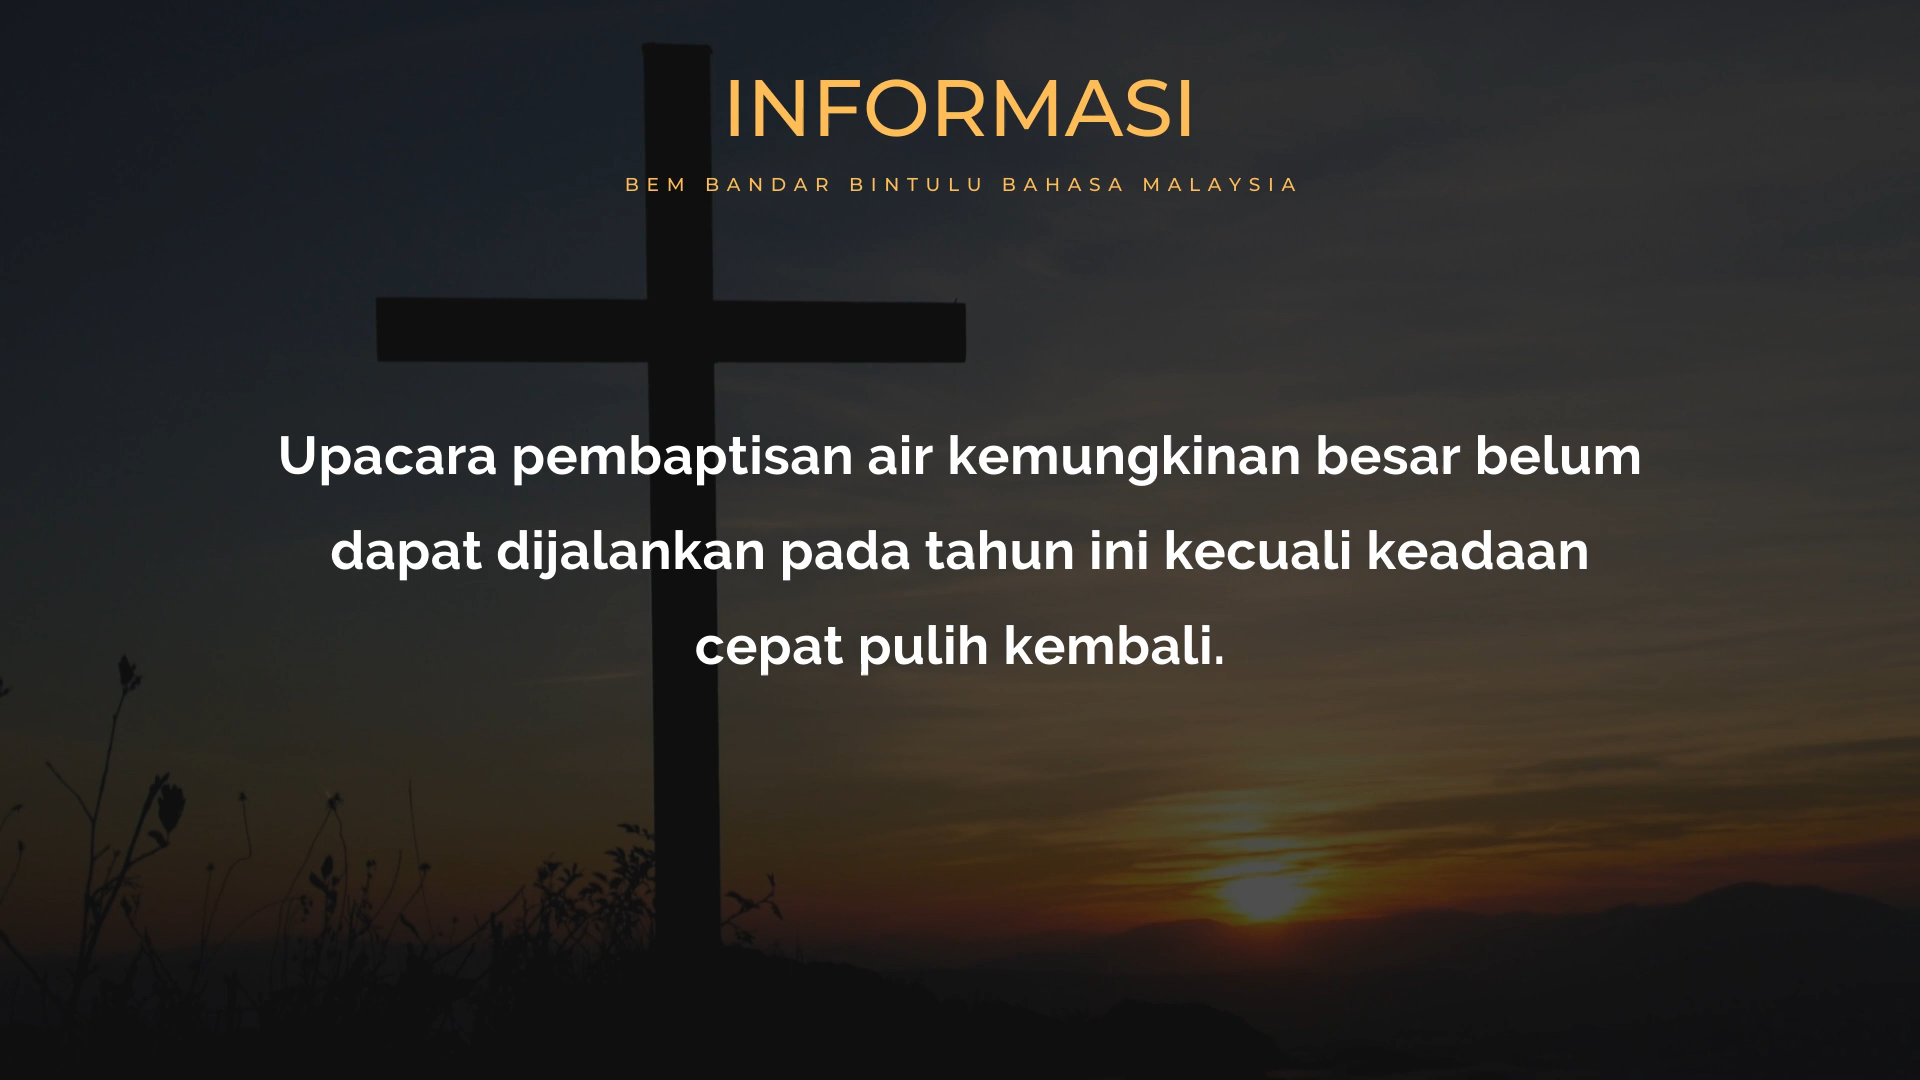 INFORMASI
BEM BANDAR BINTULU BAHASA MALAYSIA
Upacara pembaptisan air kemungkinan besar belum
dapat dijalankan pada tahun ini kecuali keadaan
cepat pulih kembali.